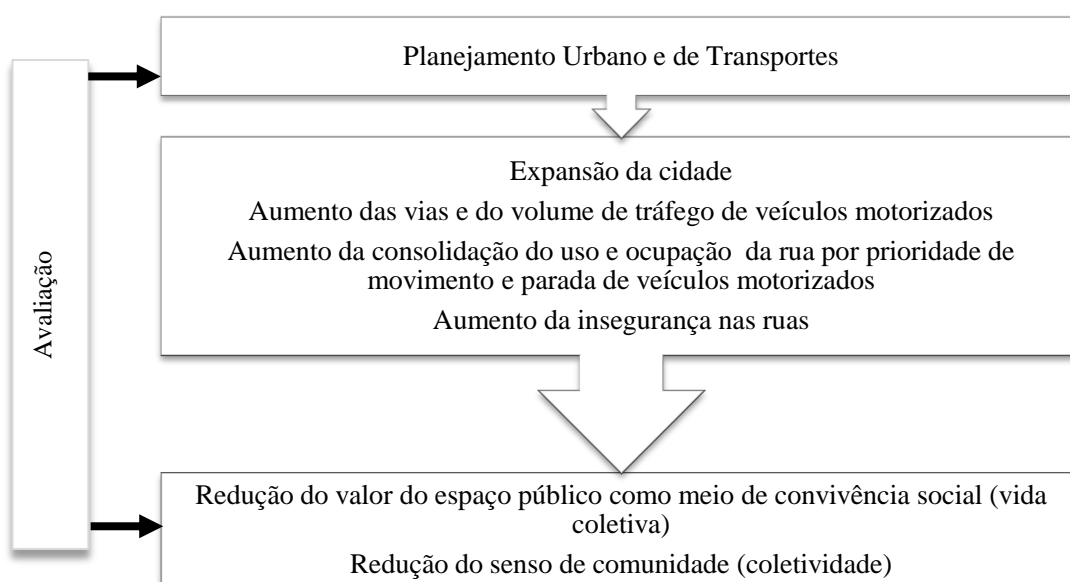 Planejamento Urbano e de Transportes
Expansão da cidade
Aumento das vias e do volume de tráfego de veículos motorizados
Aumento da consolidação do uso e ocupação da rua por prioridade de
movimento e parada de veículos motorizados
Aumento da insegurança nas ruas
Avaliação
Redução do valor do espaço público como meio de convivência social (vida
coletiva)
Redução do senso de comunidade (coletividade)